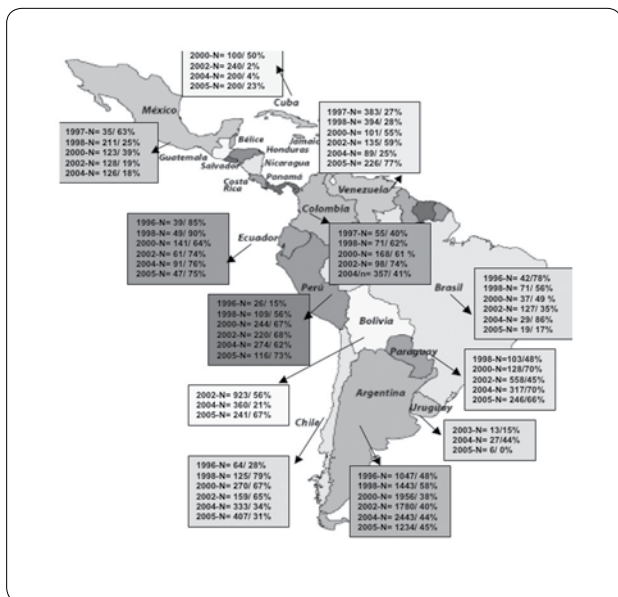 2000-N= 100/ 50%
2002-N= 240/ 2%
2004-N= 200/ 4%
2005-N= 200/ 23%
Cuba
México
1997-N= 35/ 63%
1998-N= 211/ 25%
2000-N= 123/ 39%
2002-N= 128/ 19%
2004-N= 126/ 18%
Bélice
Jamaica
Honduras
Guatemala
Nicaragua
Salvador
Costa
Rica
Panamá
1997-N= 383/ 27%
1998-N= 394/ 28%
2000-N= 101/ 55%
2002-N= 135/ 59%
2004-N= 89/ 25%
2005-N= 226/ 77%
Venezuela
Colombia
1996-N= 39/ 85%
1998-N= 49/ 90%
2000-N= 141/ 64%
2002-N= 61/ 74%
2004-N= 91/ 76%
2005-N= 47/ 75%
Ecuador
1997-N= 55/ 40%
1998-N= 71/ 62%
2000-N= 168/ 61 %
2002-N= 98/ 74%
2004/n= 357/ 41%
Perú
1996-N= 26/ 15%
1998-N= 109/ 56%
2000-N= 244/ 67%
2002-N= 220/ 68%
2004-N= 274/ 62%
2005-N= 116/ 73%
Brasil
1996-N= 42/78%
1998-N= 71/ 56%
2000-N= 37/ 49 %
2002-N= 127/ 35%
2004-N= 29/ 86%
2005-N= 19/ 17%
Bolivia
2002-N= 923/ 56%
2004-N= 360/ 21%
2005-N= 241/ 67%
Paraguay
1998-N=103/48%
2000-N=128/70%
2002-N= 558/45%
2004-N= 317/70%
2005-N= 246/66%
Argentina
Uruguay
2003-N= 13/15%
2004-N= 27/44%
2005-N= 6/ 0%
Chile
1996-N= 64/ 28%
1998-N= 125/ 79%
2000-N= 270/ 67%
2002-N= 159/ 65%
2004-N= 333/ 34%
2005-N= 407/ 31%
1996-N= 1047/ 48%
1998-N= 1443/ 58%
2000-N= 1956/ 38%
2002-N= 1780/ 40%
2004-N= 2443/ 44%
2005-N= 1234/ 45%